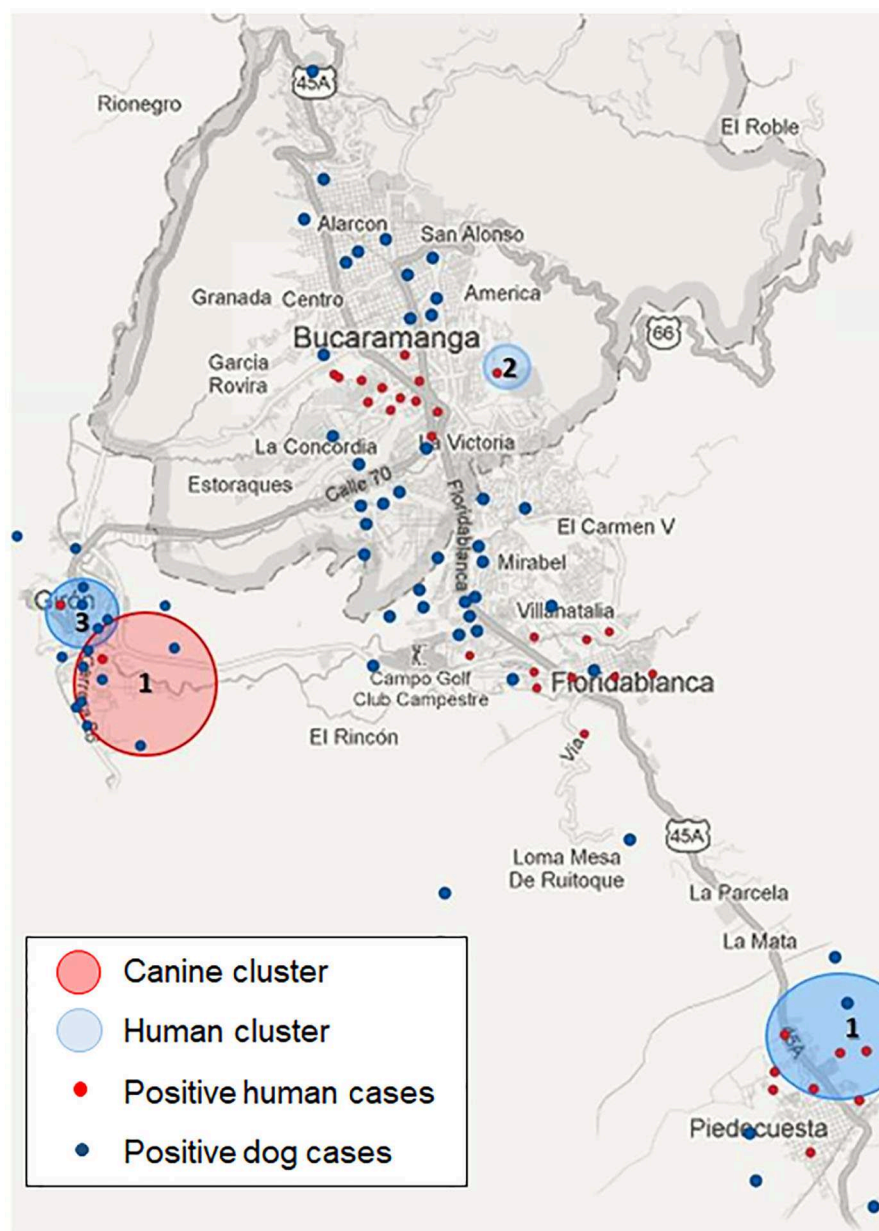 45A
Rionegro
El Roble
Alarcon
San Alonso
Granada
Centro
America
Bucaramanga
66
Garcia
Rovira
2
La Concordia
La Victoria
Estoraques
Calle 70
Floridablanca
El Carmen V
Mirabel
Girón
3
Villanatalia
1
Campo Golf
Club Campestre
Floridablanca
El Rincón
Via
45A
Loma Mesa
De Ruitoque
La Parcela
La Mata
1
45A
Piedecuesta
Canine cluster
Human cluster
Positive human cases
Positive dog cases